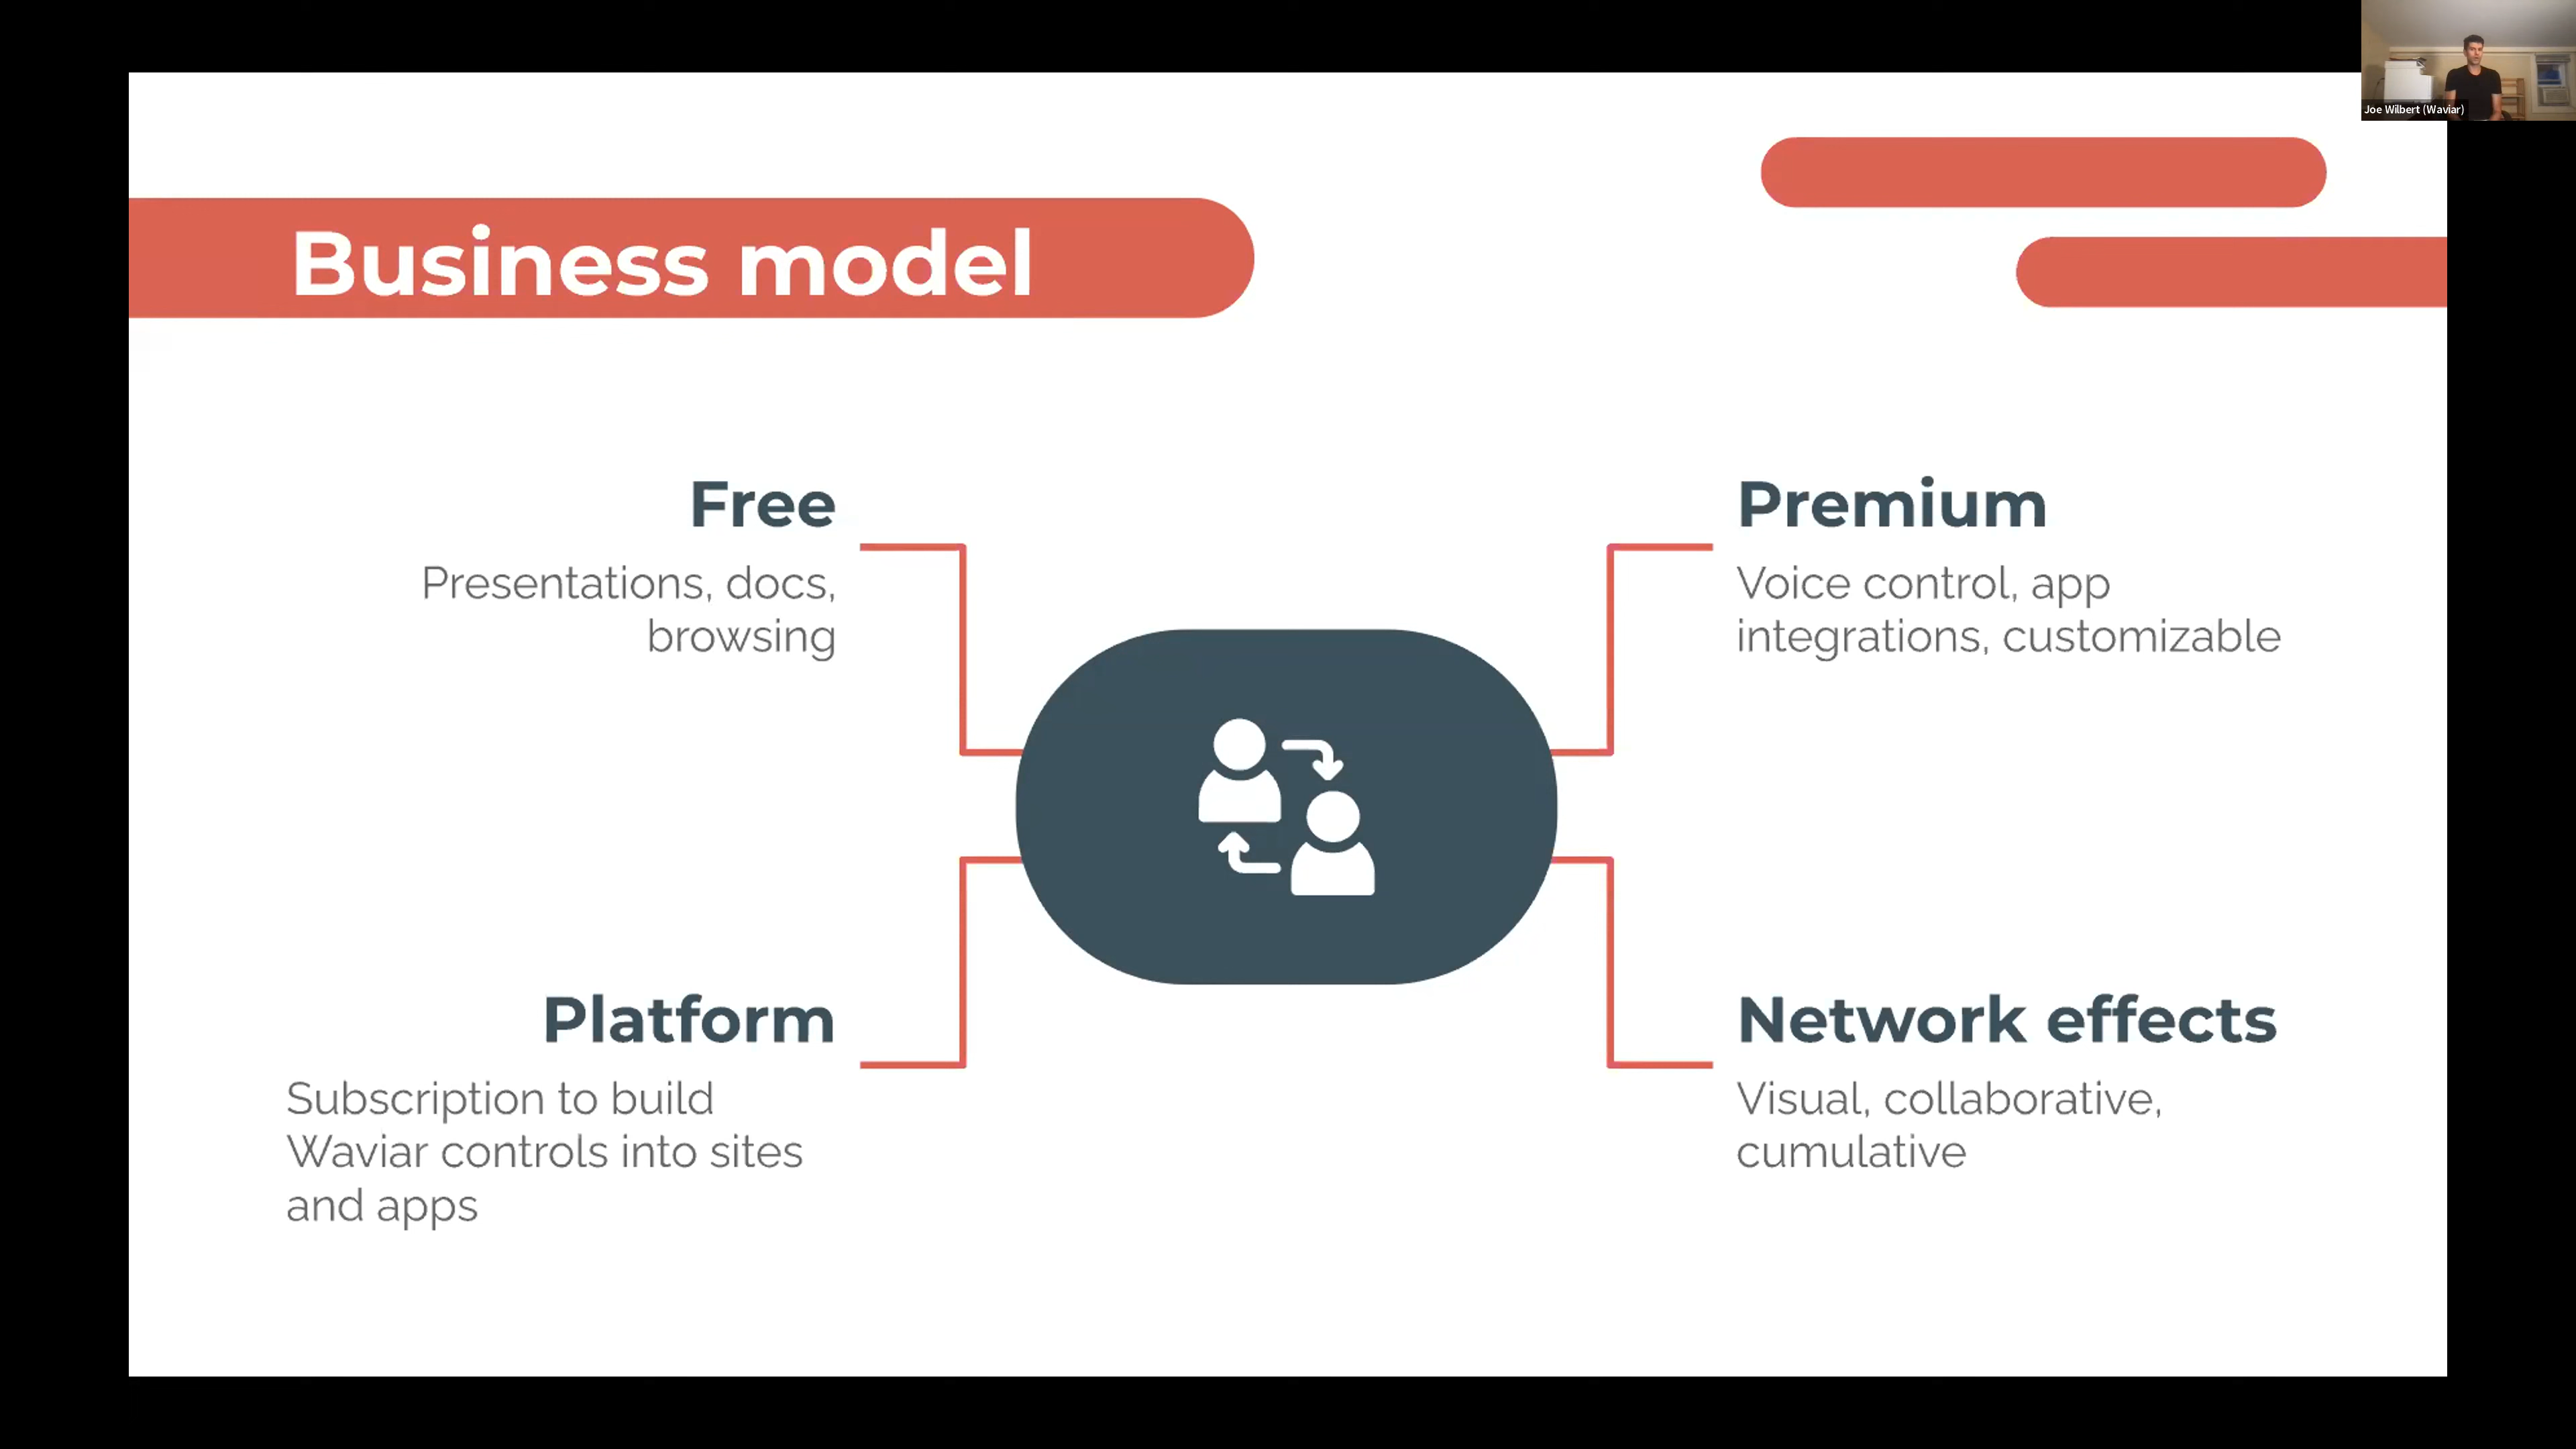 Joe Wilbert (Waviar)
Business model
Free
Presentations, docs,
browsing
Premium
Voice control, app
integrations, customizable
Platform
Subscription to build
Waviar controls into sites
and apps
Network effects
Visual, collaborative,
cumulative